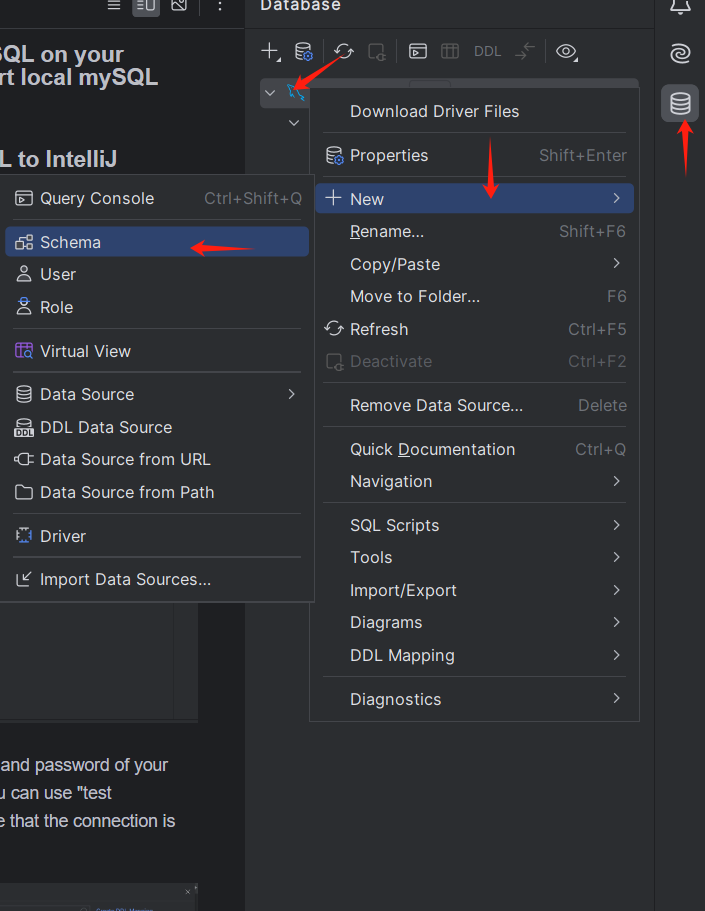 Database
QL on your
rt local mySQL
DDL
L to IntelliJ
Download Driver Files
Properties Shift+Enter
New
Rename... Shift+F6
Copy/Paste
Move to Folder... F6
Refresh Ctrl+F5
Deactivate Ctrl+F2
Remove Data Source... Delete
Quick Documentation Ctrl+Q
Navigation
SQL Scripts
Tools
Import/Export
Diagrams
DDL Mapping
Diagnostics
Query Console Ctrl+Shift+Q
Schema
User
Role
Virtual View
Data Source
DDL Data Source
Data Source from URL
Data Source from Path
Driver
Import Data Sources...
and password of your
u can use "test
e that the connection is